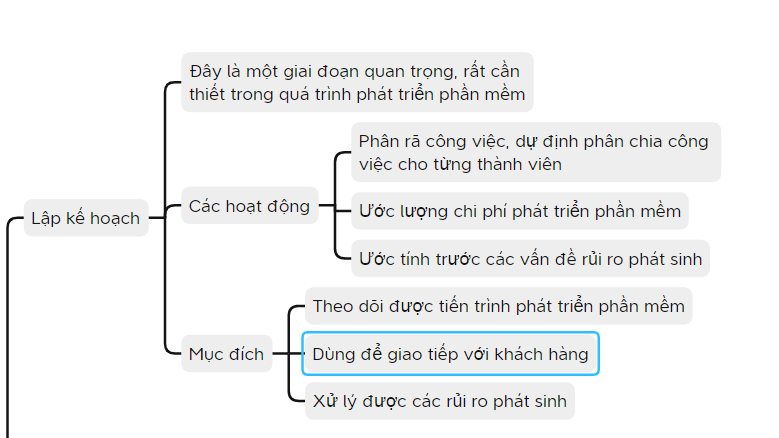 Đây là một giai đoạn quan trọng, rất cần
thiết trong quá trình phát triển phần mềm
Phân rã công việc, dự định phân chia công
việc cho từng thành viên
Các hoạt động
Lập kế hoạch
Ước lượng chi phí phát triển phần mềm
Ước tính trước các vấn đề rủi ro phát sinh
Theo dõi được tiến trình phát triển phần mềm
Mục đích
Dùng để giao tiếp với khách hàng
Xử lý được các rủi ro phát sinh